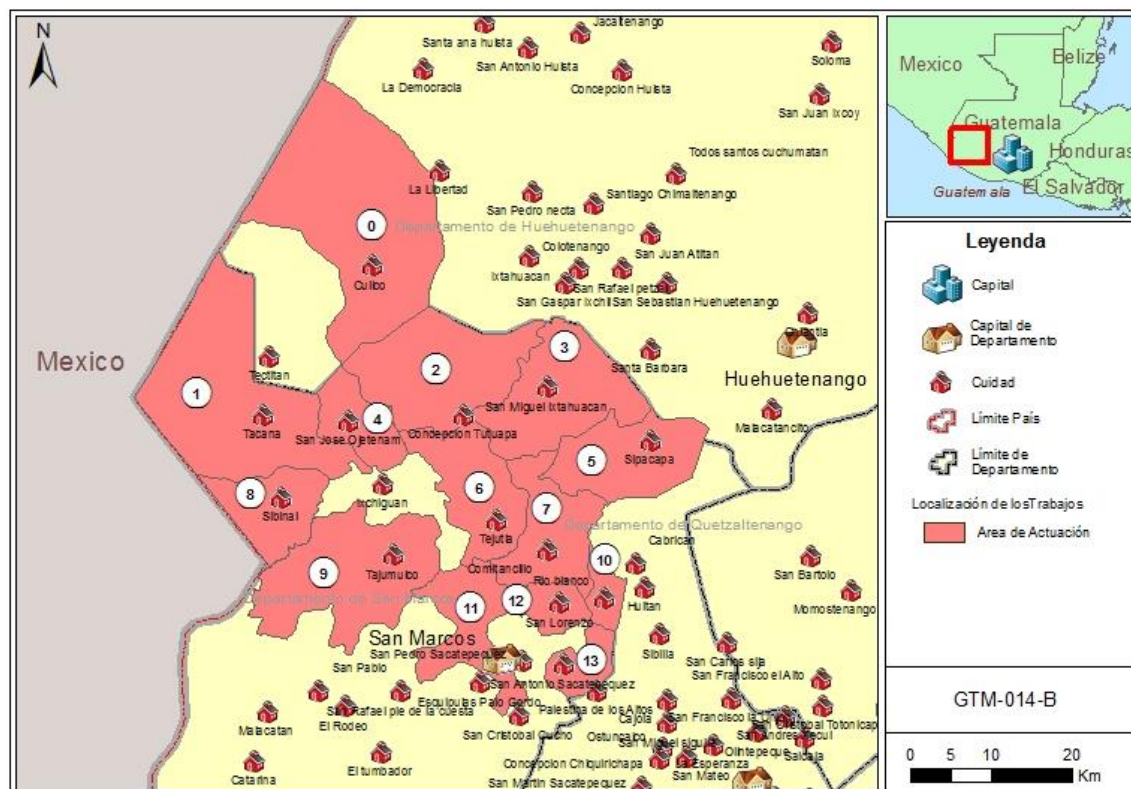 N
Santa ana huista
Jacaltenango
San Antonio Huista
La Democracia
Concepcion Huista
Soloma
San Juan Ixcoy
Todos santos cuchumatan
La Libertad
San Pedro necta
Santiago Chimaltenango
0
Departamento de Huehuetenango
Colotenango
San Juan Atitan
Cuilco
Ixtahuacan
San Rafael petzal
San Gaspar Ixchil
San Sebastian Huehuetenango
Mexico
Tectitan
Santa Barbara
Huehuetenango
1
2
3
San Miguel Ixtahuacan
Malacatancito
Tacana
4
San Jose Ojetenam
Concepcion Tutuapa
Sipacapa
5
8
Sibinal
Ixchiguan
6
7
Departamento de Quetzaltenango
Tejutla
Cabrican
9
Tajumulco
Comitancillo
Rio blanco
10
San Bartolo
Departamento de San Marcos
11
12
San Lorenzo
Huitan
Momostenango
San Marcos
San Pedro Sacatepequez
Sibilia
San Pablo
13
San Carlos sija
San Antonio Sacatepequez
San Francisco el Alto
Esquipulas Palo Gordo
Palestina de los Altos
San Rafael pie de la cuesta
El Rodeo
Malacatan
Cajola
San Francisco la
San Cristobal Totonicap
San Cristobal Cucho
Ostuncalco
San Andres Xecul
San Miguel siguila
Olintepeque
Salcaja
Catarina
El tumbador
Concepcion Chiquirichapa
La Esperanza
San Martin Sacatepequez
San Mateo
Mexico
Belize
Guatemala
Honduras
Guatemala
El Salvador
Leyenda
Capital
Capital de
Departamento
Cuidad
Límite País
Límite de
Departamento
Localización de los Trabajos
Area de Actuación
GTM-014-B
0 5 10 20
Km